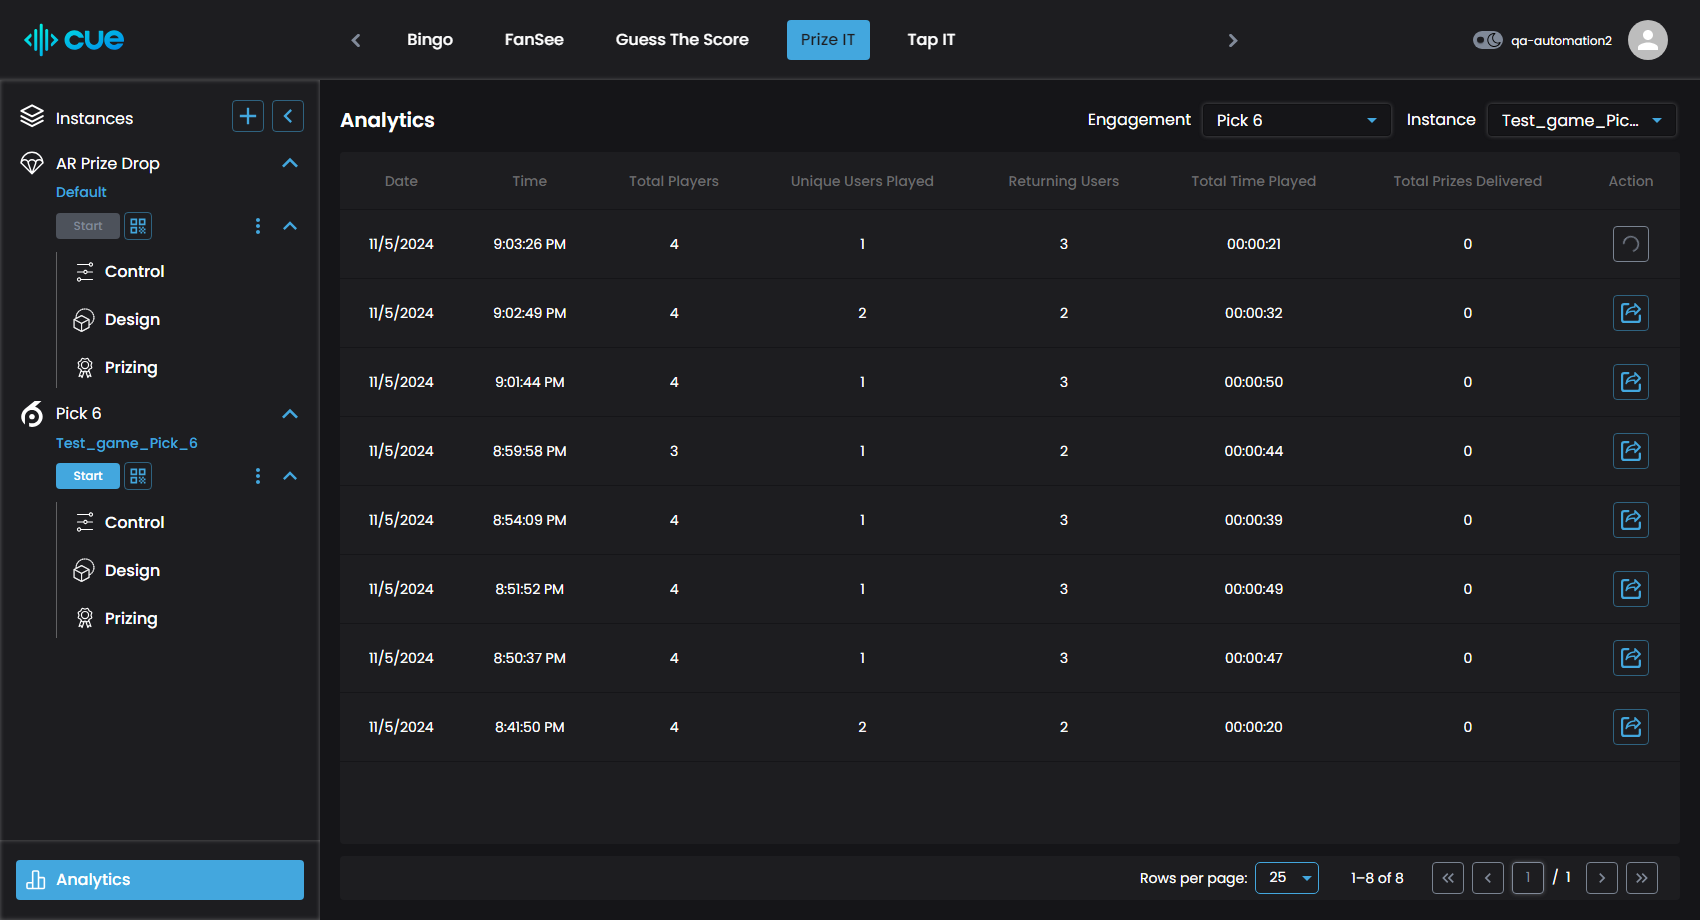 cue
Bingo FanSee Guess The Score Prize IT Tap IT
qa-automation2
Instances
AR Prize Drop
Default
Start
Control
Design
Prizing
Pick 6
Test_game_Pick_6
Start
Control
Design
Prizing
Analytics
Analytics
Engagement Pick 6 Instance Test_game_Pic...
Date Time Total Players Unique Users Played Returning Users Total Time Played Total Prizes Delivered Action
11/5/2024 9:03:26 PM 4 1 3 00:00:21 0
11/5/2024 9:02:49 PM 4 2 2 00:00:32 0
11/5/2024 9:01:44 PM 4 1 3 00:00:50 0
11/5/2024 8:59:58 PM 3 1 2 00:00:44 0
11/5/2024 8:54:09 PM 4 1 3 00:00:39 0
11/5/2024 8:51:52 PM 4 1 3 00:00:49 0
11/5/2024 8:50:37 PM 4 1 3 00:00:47 0
11/5/2024 8:41:50 PM 4 2 2 00:00:20 0
Rows per page: 25 1–8 of 8 1 / 1